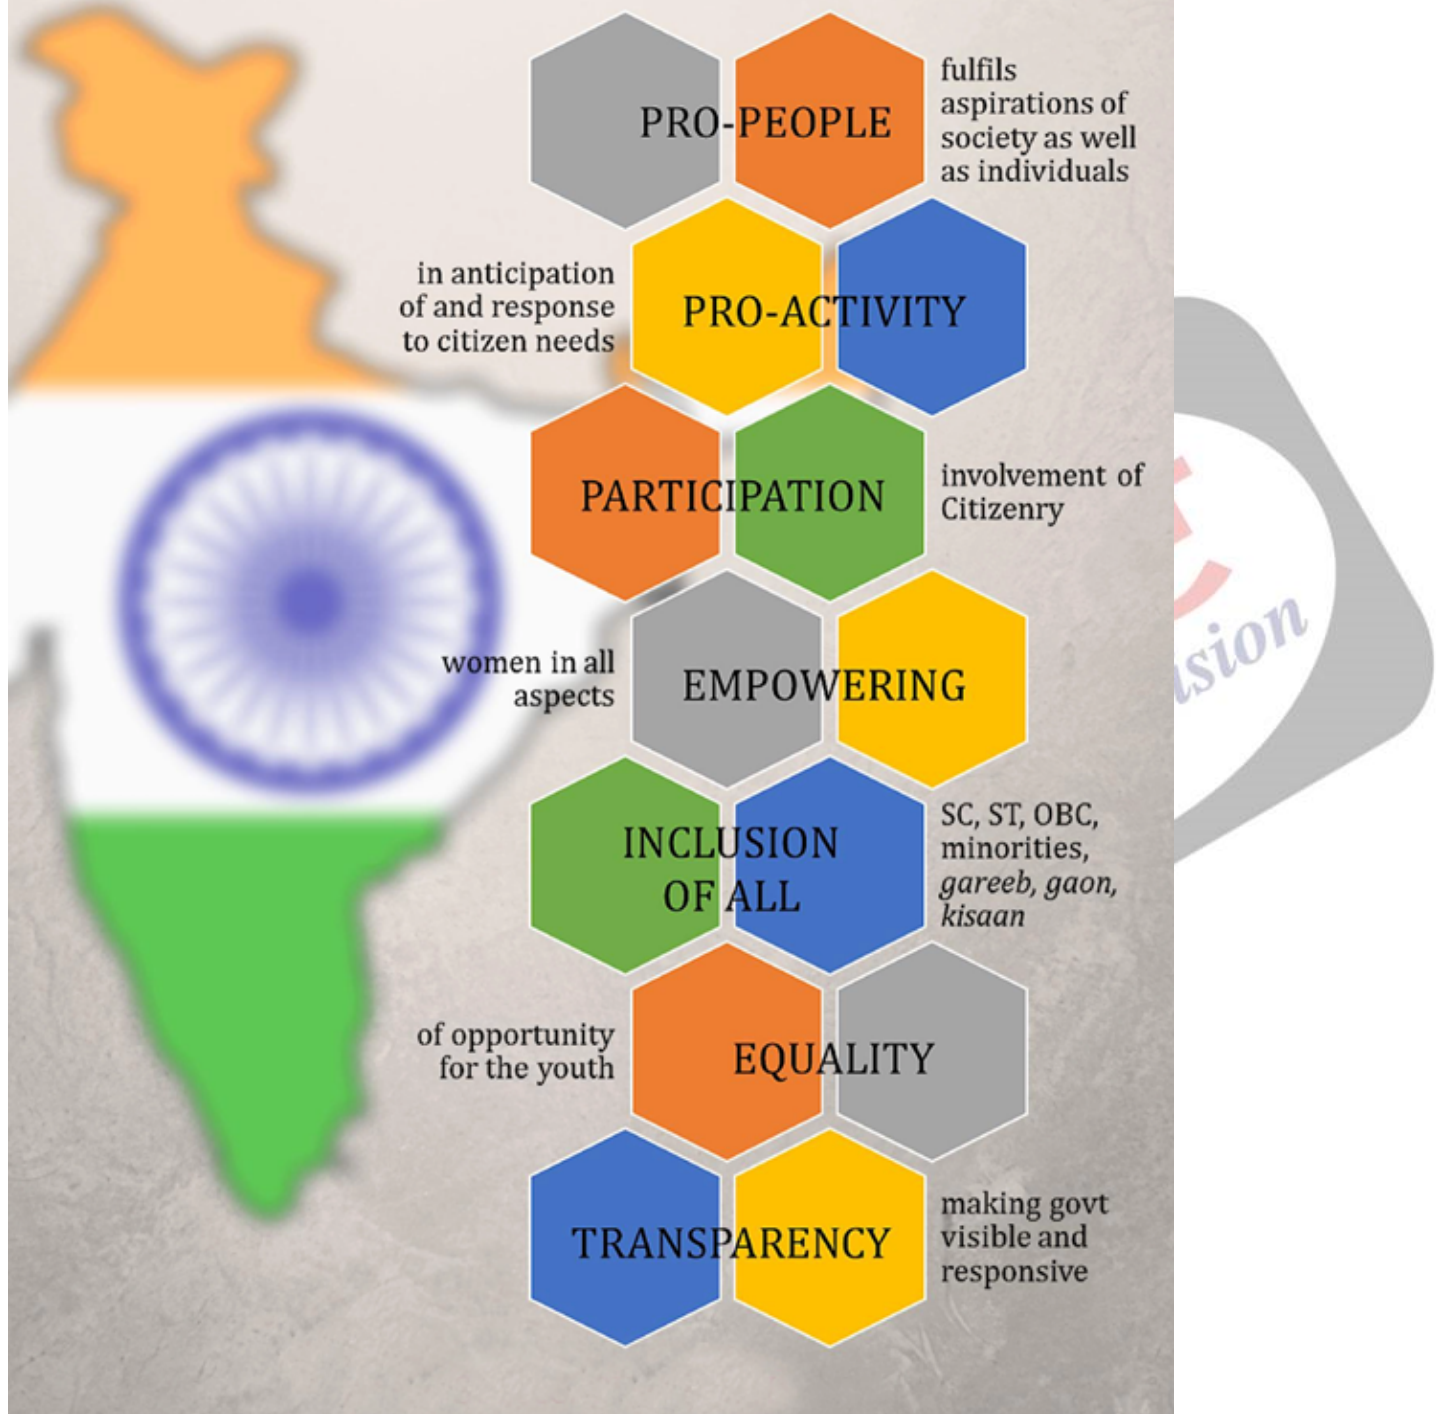 PRO-PEOPLE
fulfils
aspirations of
society as well
as individuals
in anticipation
of and response
to citizen needs
PRO-ACTIVITY
PARTICIPATION
involvement of
Citizenry
women in all
aspects
EMPOWERING
INCLUSION
OF ALL
SC, ST, OBC,
minorities,
gareeb, gaon,
kisaan
of opportunity
for the youth
EQUALITY
TRANSPARENCY
making govt
visible and
responsive